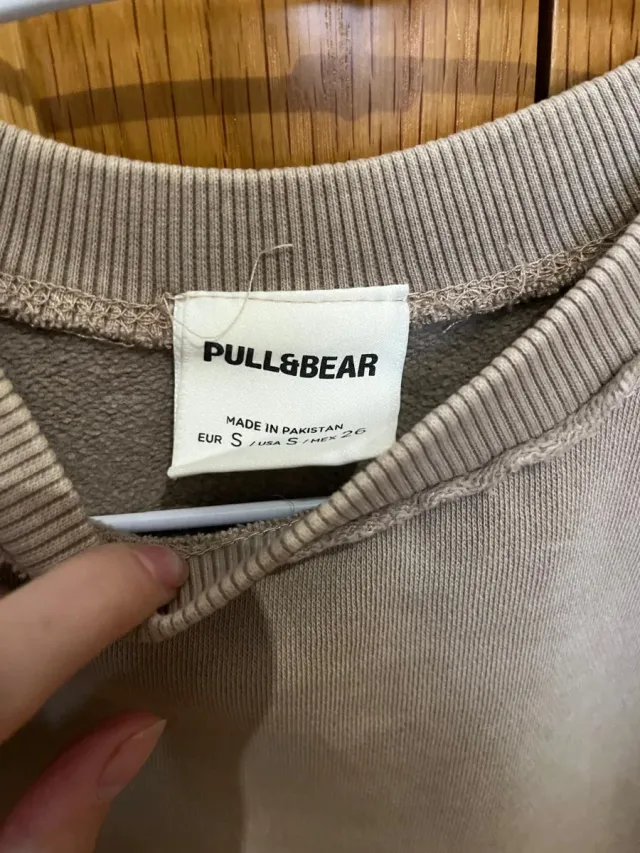 PULL&BEAR
MADE IN PAKISTAN
EUR S / USA S / MEX 26